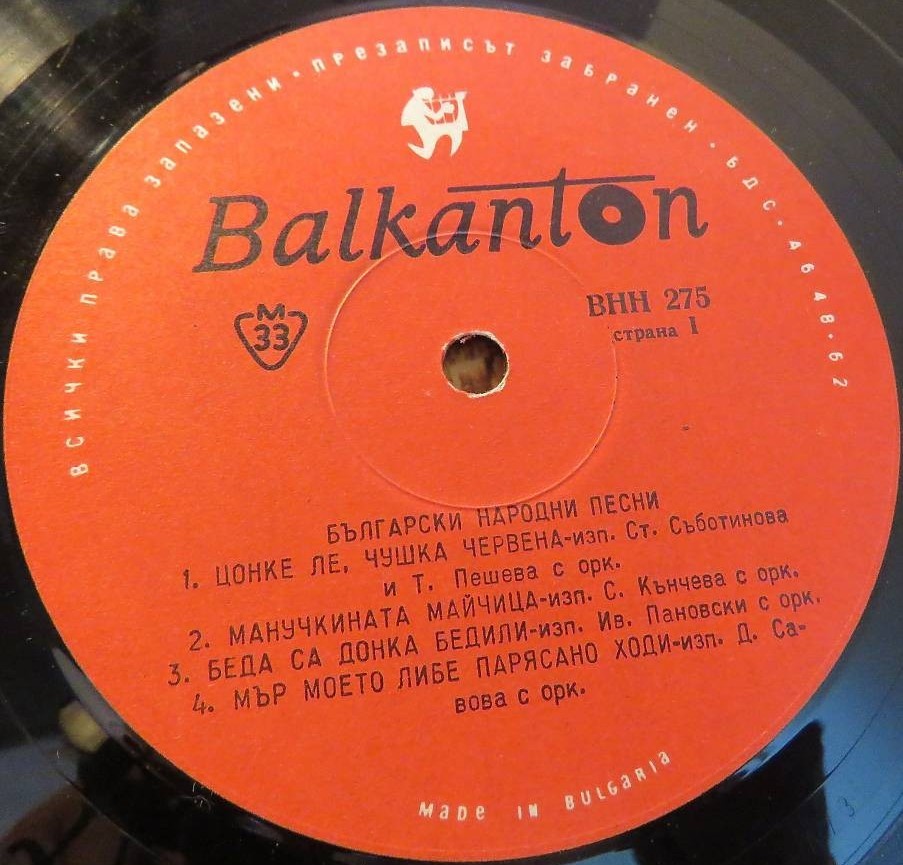 ВСИЧКИ ПРАВА ЗАПАЗЕНИ · ПРЕЗАПИСЪТ ЗАБРАНЕН · БДС · 4648-62
Balkanton
М
33
ВНН 275
страна I
БЪЛГАРСКИ НАРОДНИ ПЕСНИ
1. ЦОНКЕ ЛЕ, ЧУШКА ЧЕРВЕНА-изп. Ст. Съботинова
и Т. Пешева с орк.
2. МАНУЧКИНАТА МАЙЧИЦА-изп. С. Кънчева с орк.
3. БЕДА СА ДОНКА БЕДИЛИ-изп. Ив. Пановски с орк.
4. МЪР МОЕТО ЛИБЕ ПАРЯСАНО ХОДИ-изп. Д. Са-
вова с орк.
Made in BULGARIA